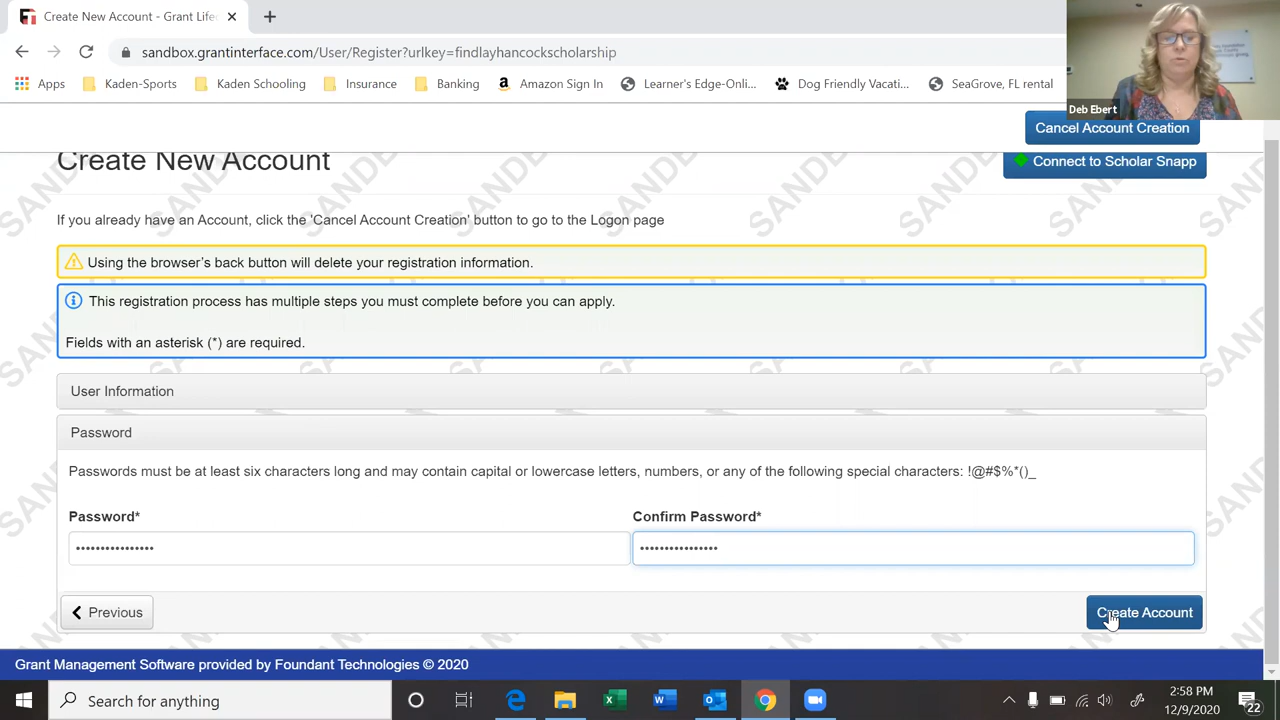 Create New Account - Grant Lifec
sandbox.grantinterface.com/User/Register?urlkey=findlayhancockscholarship
Apps Kaden-Sports Kaden Schooling Insurance Banking Amazon Sign In Learner's Edge-Onli... Dog Friendly Vacati... SeaGrove, FL rental
Deb Ebert
Cancel Account Creation
Create New Account
Connect to Scholar Snapp
If you already have an Account, click the 'Cancel Account Creation' button to go to the Logon page
Using the browser's back button will delete your registration information.
This registration process has multiple steps you must complete before you can apply.
Fields with an asterisk (*) are required.
User Information
Password
Passwords must be at least six characters long and may contain capital or lowercase letters, numbers, or any of the following special characters: !@#$%*()_
Password* Confirm Password*
•••••••••••••••• ••••••••••••••••
Previous Create Account
Grant Management Software provided by Foundant Technologies © 2020
Search for anything
2:58 PM
12/9/2020
22